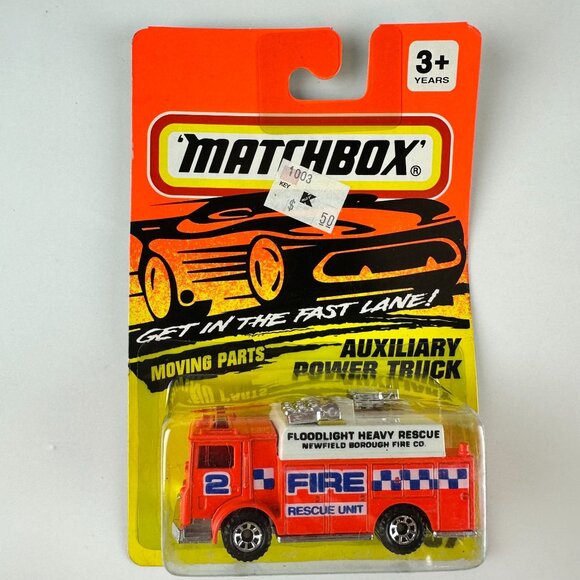 3+
YEARS
'MATCHBOX'®
1003
KEY
K
$ 50
GET IN THE FAST LANE!
MOVING PARTS
AUXILIARY
POWER TRUCK
FLOODLIGHT HEAVY RESCUE
NEWFIELD BOROUGH FIRE CO.
2
FIRE
RESCUE UNIT